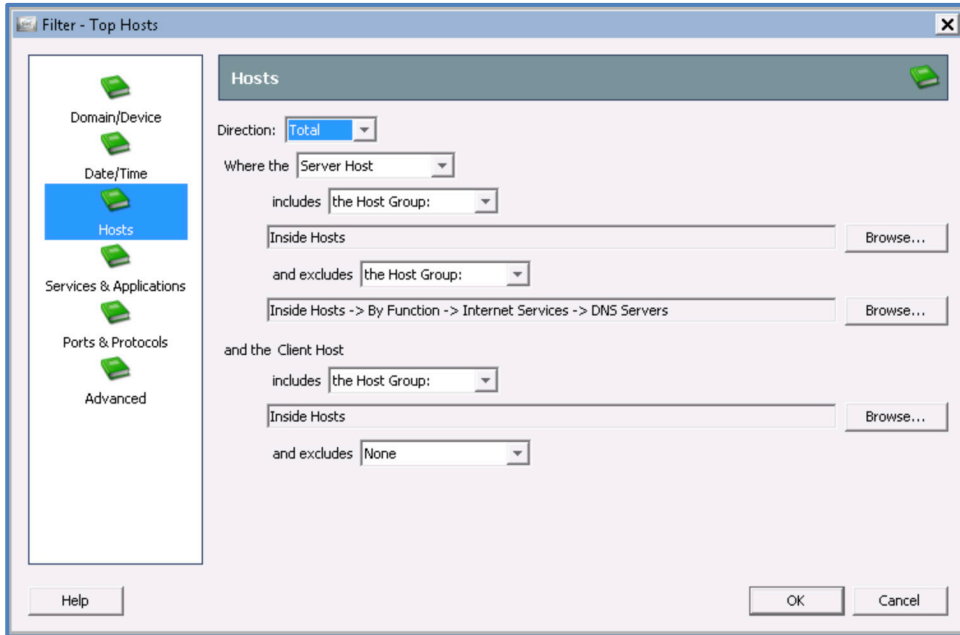 Filter - Top Hosts
Domain/Device
Date/Time
Hosts
Services & Applications
Ports & Protocols
Advanced
Hosts
Direction: Total
Where the Server Host
includes the Host Group:
Inside Hosts Browse...
and excludes the Host Group:
Inside Hosts -> By Function -> Internet Services -> DNS Servers Browse...
and the Client Host
includes the Host Group:
Inside Hosts Browse...
and excludes None
Help OK Cancel